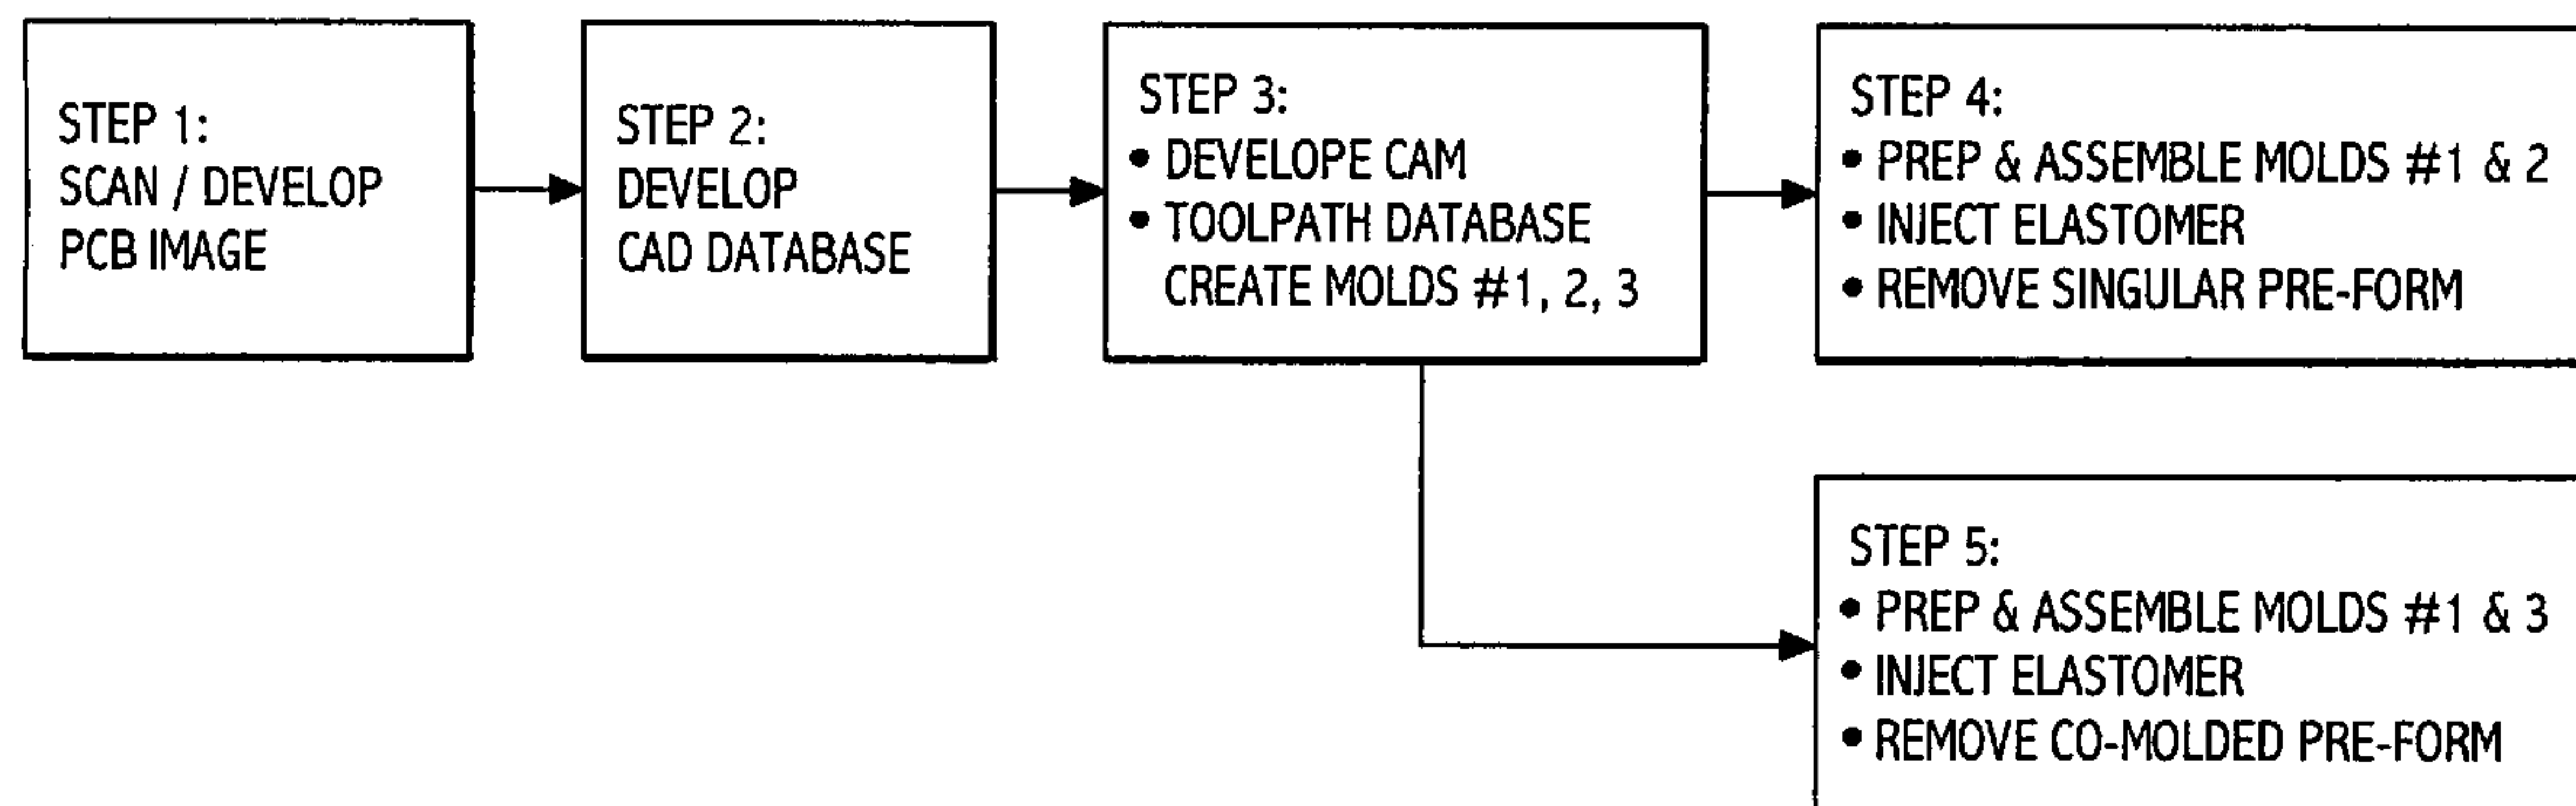 STEP 1:
SCAN / DEVELOP
PCB IMAGE
STEP 2:
DEVELOP
CAD DATABASE
STEP 3:
• DEVELOPE CAM
• TOOLPATH DATABASE
CREATE MOLDS #1, 2, 3
STEP 4:
• PREP & ASSEMBLE MOLDS #1 & 2
• INJECT ELASTOMER
• REMOVE SINGULAR PRE-FORM
STEP 5:
• PREP & ASSEMBLE MOLDS #1 & 3
• INJECT ELASTOMER
• REMOVE CO-MOLDED PRE-FORM